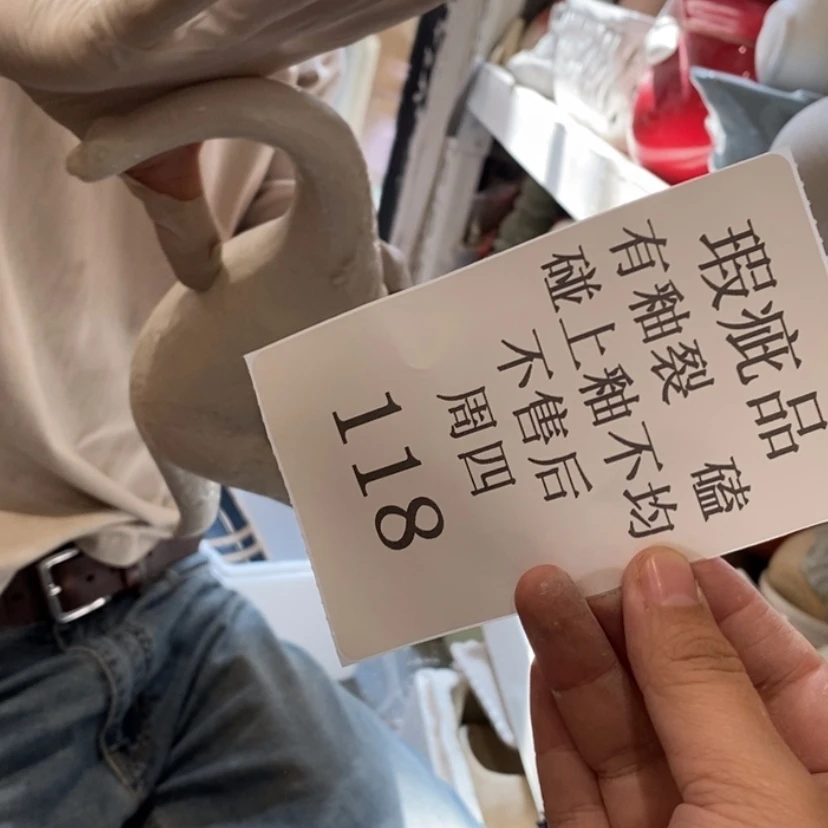 瑕疵品
有釉裂 磕
碰上釉不均
不售后
周四
118